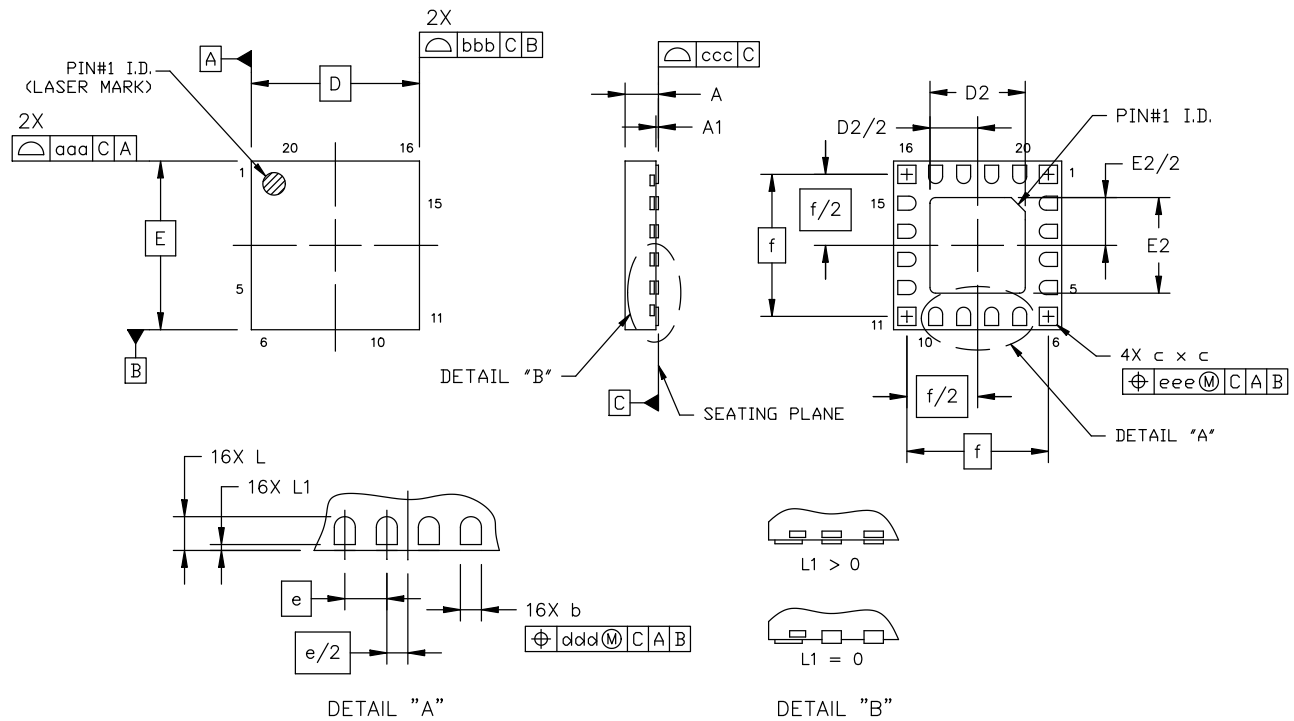 2X
⌓ bbb C B
A
PIN#1 I.D.
(LASER MARK)
D
2X
⌓ aaa C A
20
16
1
15
E
5
11
6
10
B
⌓ ccc C
A
A1
DETAIL "B"
C
SEATING PLANE
D2
D2/2
PIN#1 I.D.
16
20
1
E2/2
f/2
15
f
E2
5
11
10
6
4X c x c
⌖ eee Ⓜ C A B
f/2
DETAIL "A"
f
16X L
16X L1
e
16X b
⌖ ddd Ⓜ C A B
e/2
DETAIL "A"
L1 > 0
L1 = 0
DETAIL "B"